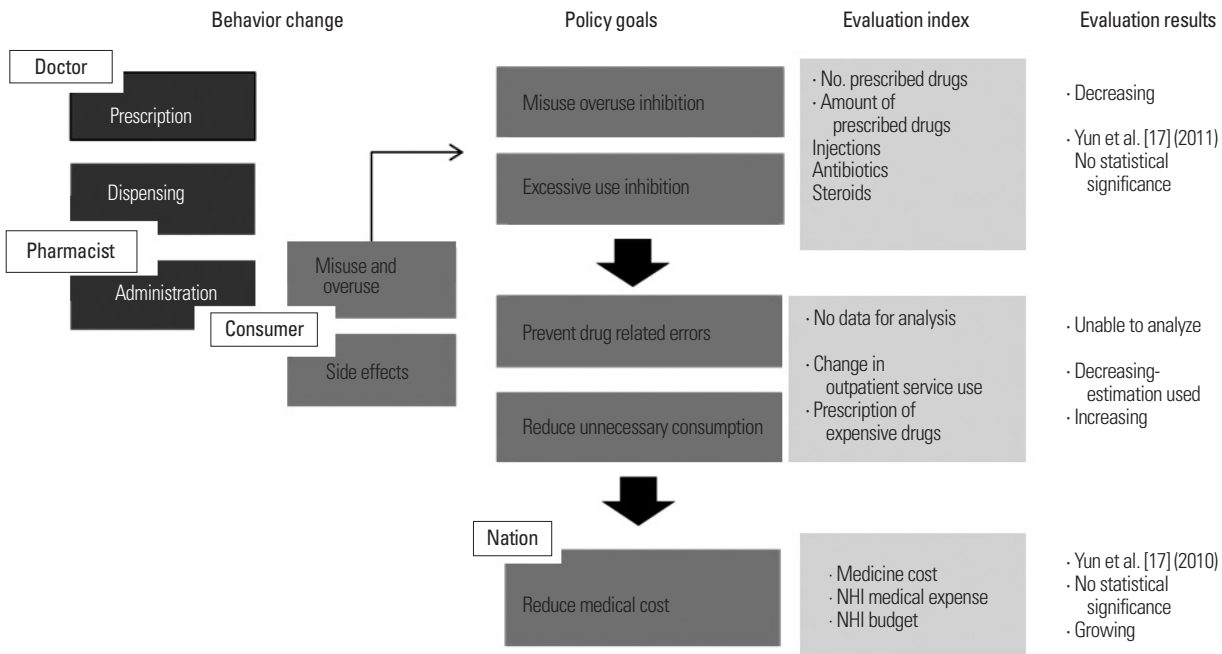 Behavior change
Policy goals
Evaluation index
Evaluation results
Doctor
Prescription
Dispensing
Pharmacist
Administration
Consumer
Misuse and
overuse
Side effects
Misuse overuse inhibition
Excessive use inhibition
· No. prescribed drugs
· Amount of
prescribed drugs
Injections
Antibiotics
Steroids
· Decreasing
· Yun et al. [17] (2011)
No statistical
significance
Prevent drug related errors
Reduce unnecessary consumption
· No data for analysis
· Change in
outpatient service use
· Prescription of
expensive drugs
· Unable to analyze
· Decreasing-
estimation used
· Increasing
Nation
Reduce medical cost
· Medicine cost
· NHI medical expense
· NHI budget
· Yun et al. [17] (2010)
· No statistical
significance
· Growing